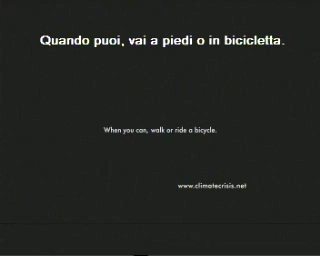 Quando puoi, vai a piedi o in bicicletta.
When you can, walk or ride a bicycle.
www.climatecrisis.net